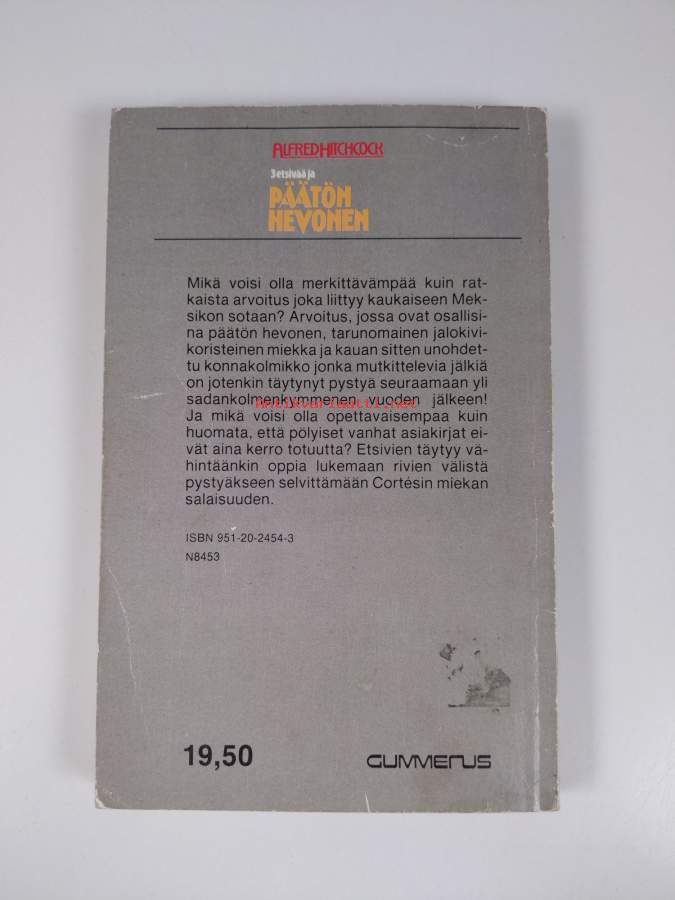 ALFRED HITCHCOCK
3 etsivää ja
PÄÄTÖN
HEVONEN
Mikä voisi olla merkittävämpää kuin rat-
kaista arvoitus joka liittyy kaukaiseen Mek-
sikon sotaan? Arvoitus, jossa ovat osallisi-
na päätön hevonen, tarunomainen jalokivi-
koristeinen miekka ja kauan sitten unohdet-
tu konnakolmikko jonka mutkittelevia jälkiä
on jotenkin täytynyt pystyä seuraamaan yli
sadankolmenkymmenen vuoden jälkeen!
Antikvariaatti.net
Ja mikä voisi olla opettavaisempaa kuin
huomata, että pölyiset vanhat asiakirjat ei-
vät aina kerro totuutta? Etsivien täytyy vä-
hintäänkin oppia lukemaan rivien välistä
pystyäkseen selvittämään Cortésin miekan
salaisuuden.
ISBN 951-20-2454-3
N8453
19,50
GUMMERUS